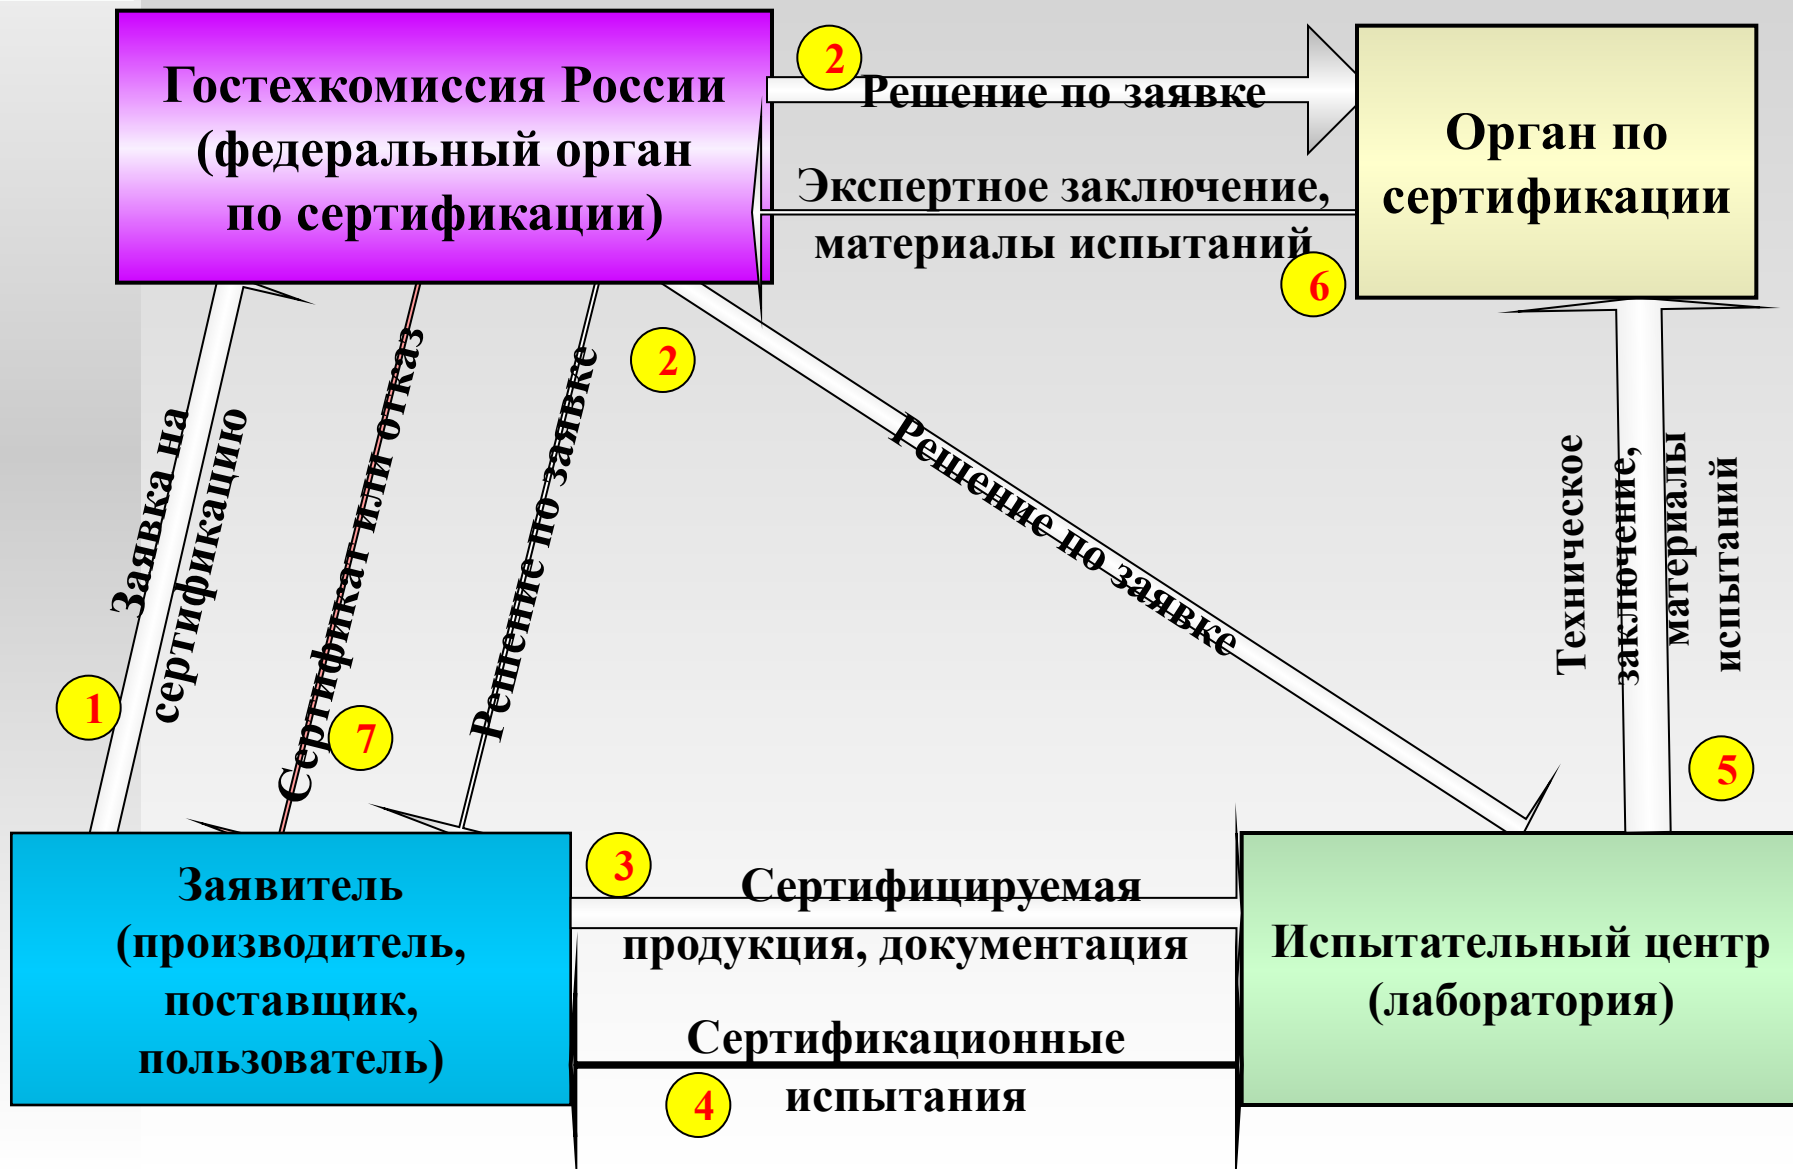 Гостехкомиссия России
(федеральный орган
по сертификации)
2
Решение по заявке
Экспертное заключение,
материалы испытаний
6
Орган по
сертификации
1
Заявка на
сертификацию
Сертификат или отказ
7
Решение по заявке
2
Решение по заявке
Техническое
заключение,
материалы
испытаний
5
Заявитель
(производитель,
поставщик,
пользователь)
3
Сертифицируемая
продукция, документация
Сертификационные
испытания
4
Испытательный центр
(лаборатория)